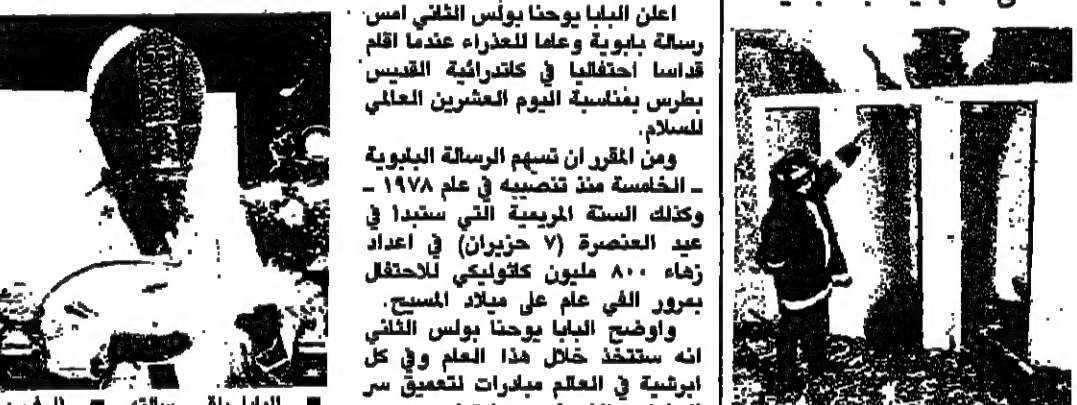 اعلن البابا يوحنا بولس الثاني امس
رسالة بابوية وعاما للعذراء عندما اقام
قداسا احتفاليا في كاتدرائية القديس
بطرس بمناسبة اليوم العشرين العالمي
للسلام.
ومن المقرر ان تسهم الرسالة البابوية
ـ الخامسة منذ تنصيبه في عام ١٩٧٨ ـ
وكذلك السنة المريمية التي ستبدأ في
عيد العنصرة (٧ حزيران) في اعداد
زهاء ٨٠٠ مليون كاثوليكي للاحتفال
بمرور الفي عام على ميلاد المسيح.
واوضح البابا يوحنا بولس الثاني
انه ستتخذ خلال هذا العام وفي كل
ابرشية في العالم مبادرات لتعميق سر